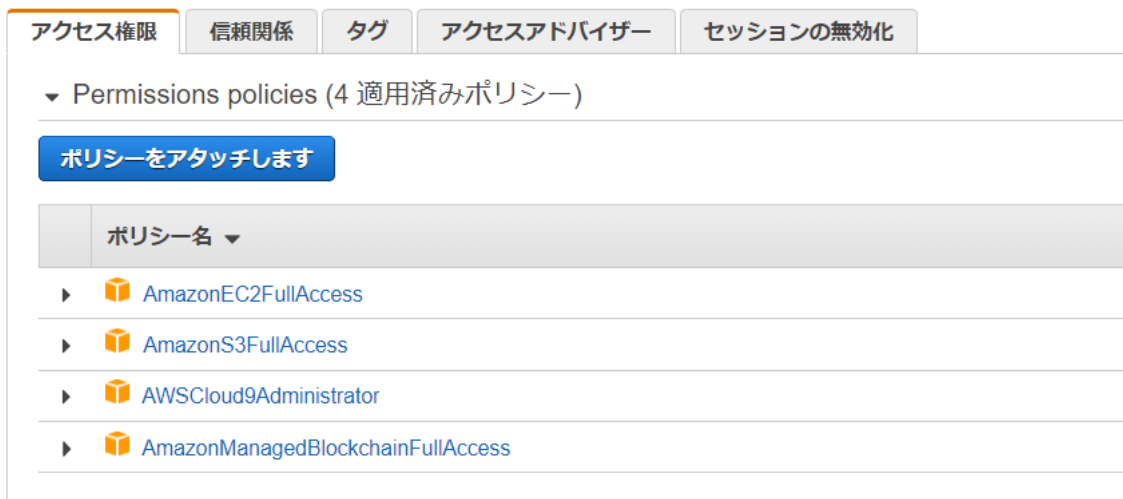 アクセス権限 信頼関係 タグ アクセスアドバイザー セッションの無効化
Permissions policies (4 適用済みポリシー)
ポリシーをアタッチします
ポリシー名
AmazonEC2FullAccess
AmazonS3FullAccess
AWSCloud9Administrator
AmazonManagedBlockchainFullAccess